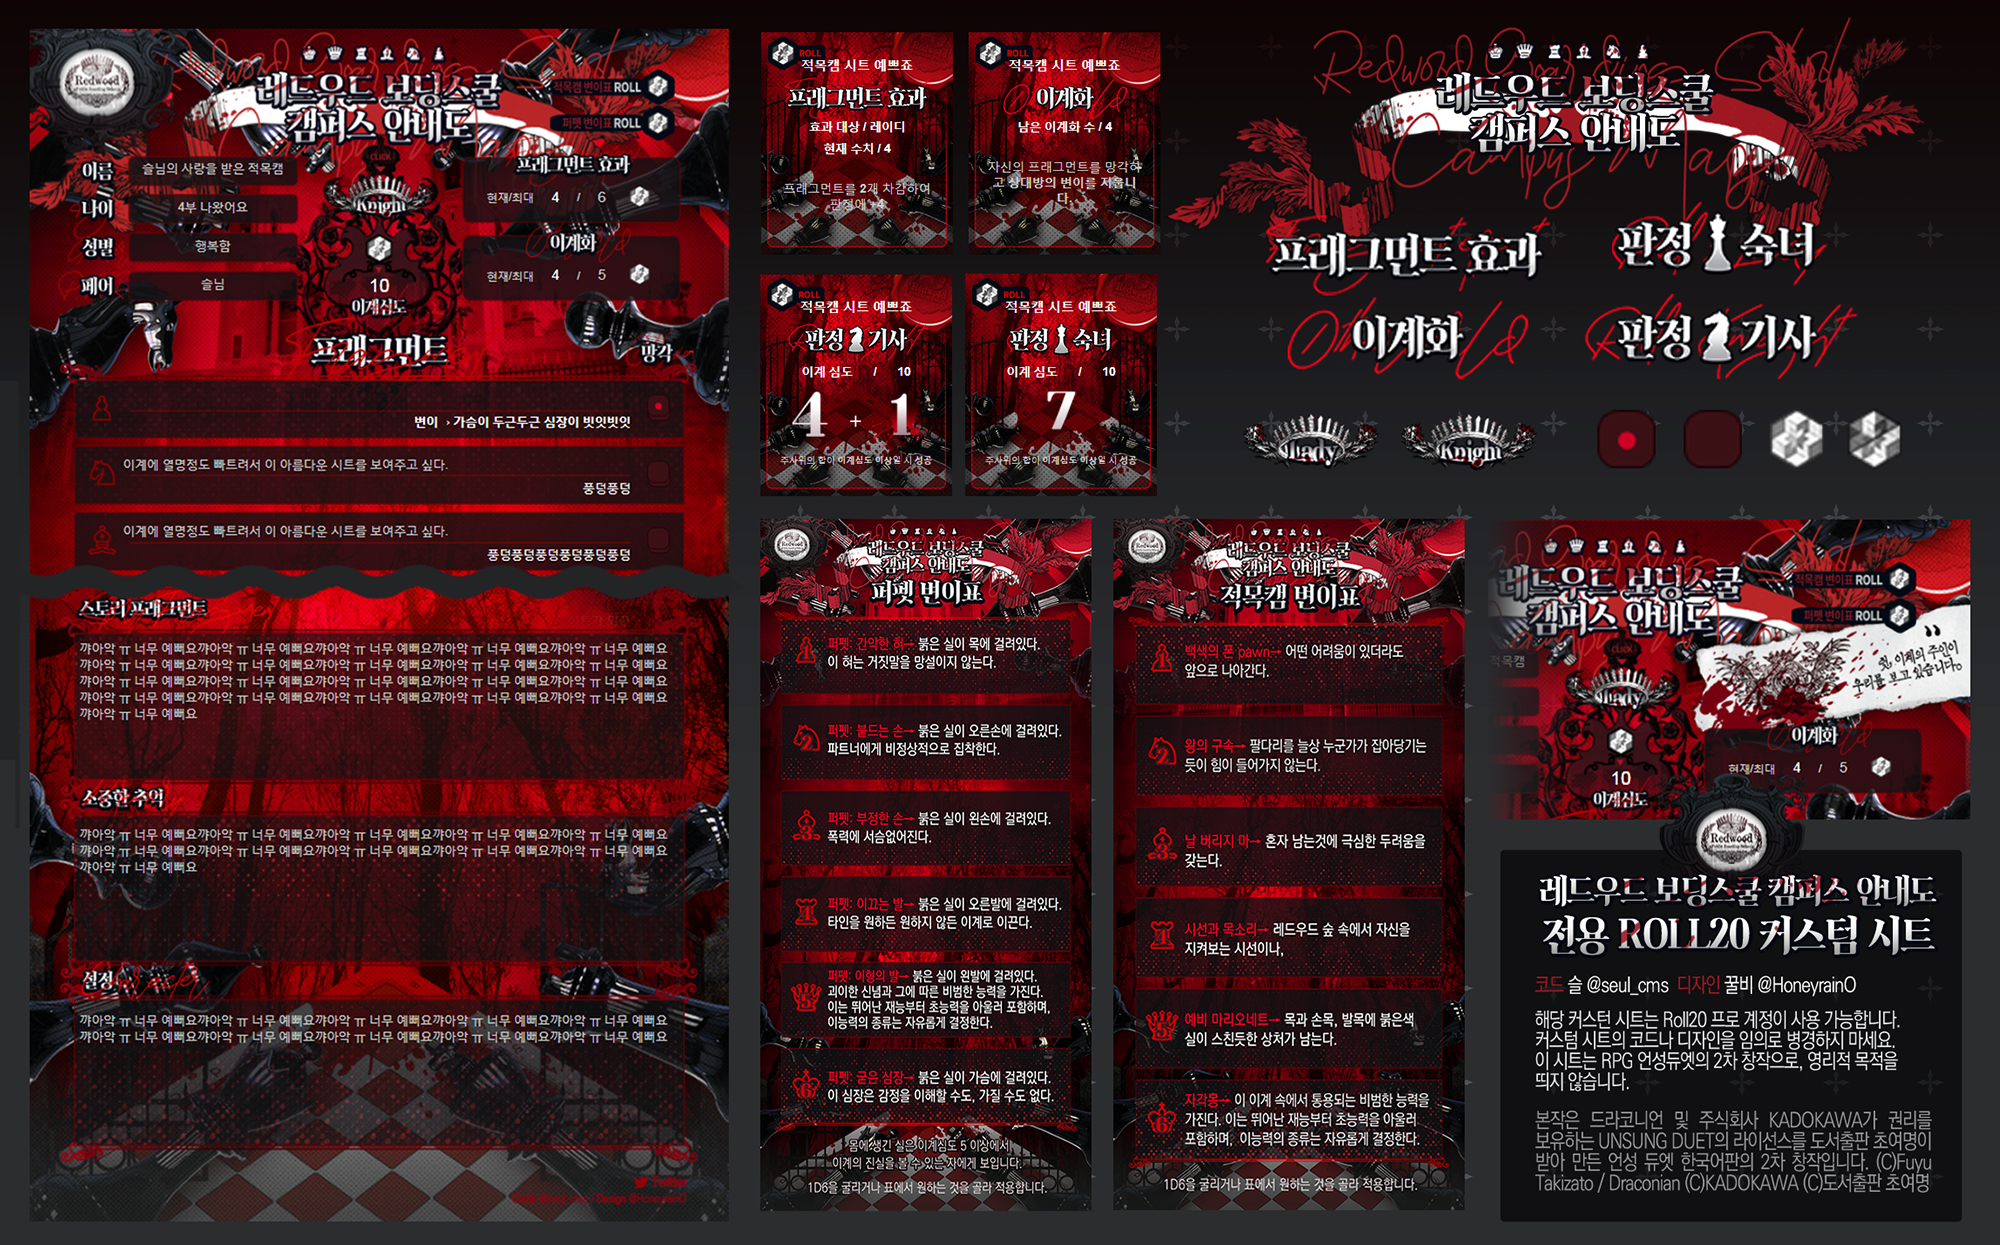 Redwood
레드우드 보딩스쿨
캠퍼스 안내도
적목캠 변이표 ROLL
퍼펫 변이표 ROLL
이름
슬님의 사랑을 받은 적목캠
나이
4부 나왔어요
성별
행복함
페어
슬님
CLICK!
Knight
10
이계심도
프래그먼트 효과
현재/최대 4 / 6
이계화
현재/최대 4 / 5
프래그먼트
망각
변이 › 가슴이 두근두근 심장이 빗잇빗잇
이계에 열명정도 빠트려서 이 아름다운 시트를 보여주고 싶다.
풍덩풍덩
이계에 열명정도 빠트려서 이 아름다운 시트를 보여주고 싶다.
풍덩풍덩풍덩풍덩풍덩풍덩
스토리 프래그먼트
꺄아악 ㅠ 너무 예뻐요꺄아악 ㅠ 너무 예뻐요꺄아악 ㅠ 너무 예뻐요꺄아악 ㅠ 너무 예뻐요꺄아악 ㅠ 너무 예뻐요
꺄아악 ㅠ 너무 예뻐요꺄아악 ㅠ 너무 예뻐요꺄아악 ㅠ 너무 예뻐요꺄아악 ㅠ 너무 예뻐요꺄아악 ㅠ 너무 예뻐요
꺄아악 ㅠ 너무 예뻐요꺄아악 ㅠ 너무 예뻐요꺄아악 ㅠ 너무 예뻐요꺄아악 ㅠ 너무 예뻐요꺄아악 ㅠ 너무 예뻐요
꺄아악 ㅠ 너무 예뻐요꺄아악 ㅠ 너무 예뻐요꺄아악 ㅠ 너무 예뻐요꺄아악 ㅠ 너무 예뻐요꺄아악 ㅠ 너무 예뻐요
꺄아악 ㅠ 너무 예뻐요
소중한 추억
꺄아악 ㅠ 너무 예뻐요꺄아악 ㅠ 너무 예뻐요꺄아악 ㅠ 너무 예뻐요꺄아악 ㅠ 너무 예뻐요꺄아악 ㅠ 너무 예뻐요
꺄아악 ㅠ 너무 예뻐요꺄아악 ㅠ 너무 예뻐요꺄아악 ㅠ 너무 예뻐요꺄아악 ㅠ 너무 예뻐요꺄아악 ㅠ 너무 예뻐요
꺄아악 ㅠ 너무 예뻐요
설정
꺄아악 ㅠ 너무 예뻐요꺄아악 ㅠ 너무 예뻐요꺄아악 ㅠ 너무 예뻐요꺄아악 ㅠ 너무 예뻐요꺄아악 ㅠ 너무 예뻐요
꺄아악 ㅠ 너무 예뻐요꺄아악 ㅠ 너무 예뻐요꺄아악 ㅠ 너무 예뻐요꺄아악 ㅠ 너무 예뻐요꺄아악 ㅠ 너무 예뻐요
Twitter
Code @seul_cms / Design @HoneyrainO
ROLL
적목캠 시트 예쁘죠
프래그먼트 효과
효과 대상 / 레이디
현재 수치 / 4
프래그먼트를 2개 차감하여
판정에 +4
ROLL
적목캠 시트 예쁘죠
이계화
남은 이계화 수 / 4
자신의 프래그먼트를 망각하
고 상대방의 변이를 저웁니
다.
ROLL
적목캠 시트 예쁘죠
판정 기사
이계 심도 / 10
4 + 1
주사위의 합이 이계심도 이상일 시 성공
ROLL
적목캠 시트 예쁘죠
판정 숙녀
이계 심도 / 10
7
주사위의 합이 이계심도 이상일 시 성공
Redwood Boarding School
레드우드 보딩스쿨
캠퍼스 안내도
Campus Map
프래그먼트 효과
판정 숙녀
이계화
판정 기사
Lady
Knight
Redwood
레드우드 보딩스쿨
캠퍼스 안내도
퍼펫 변이표
퍼펫: 간악한 혀→ 붉은 실이 목에 걸려있다.
이 혀는 거짓말을 망설이지 않는다.
퍼펫: 붙드는 손→ 붉은 실이 오른손에 걸려있다.
파트너에게 비정상적으로 집착한다.
퍼펫: 부정한 손→ 붉은 실이 왼손에 걸려있다.
폭력에 서슴없어진다.
퍼펫: 이끄는 발→ 붉은 실이 오른발에 걸려있다.
타인을 원하든 원하지 않든 이계로 이끈다.
퍼펫: 이형의 발→ 붉은 실이 왼발에 걸려있다.
괴이한 신념과 그에 따른 비범한 능력을 가진다.
이는 뛰어난 재능부터 초능력을 아울러 포함하며,
이능력의 종류는 자유롭게 결정한다.
퍼펫: 굳은 심장→ 붉은 실이 가슴에 걸려있다.
이 심장은 감정을 이해할 수도, 가질 수도 없다.
몸에 생긴 실은 이계심도 5 이상에서
이계의 진실을 볼 수 있는 자에게 보입니다.
1D6을 굴리거나 표에서 원하는 것을 골라 적용합니다.
Redwood
레드우드 보딩스쿨
캠퍼스 안내도
적목캠 변이표
백색의 폰 pawn→ 어떤 어려움이 있더라도
앞으로 나아간다.
왕의 구속→ 팔다리를 늘상 누군가가 잡아당기는
듯이 힘이 들어가지 않는다.
날 버리지 마→ 혼자 남는것에 극심한 두려움을
갖는다.
시선과 목소리→ 레드우드 숲 속에서 자신을
지켜보는 시선이나,
예비 마리오네트→ 목과 손목, 발목에 붉은색
실이 스친듯한 상처가 남는다.
자각몽→ 이 이계 속에서 통용되는 비범한 능력을
가진다. 이는 뛰어난 재능부터 초능력을 아울러
포함하며, 이능력의 종류는 자유롭게 결정한다.
1D6을 굴리거나 표에서 원하는 것을 골라 적용합니다.
레드우드 보딩스쿨
캠퍼스 안내도
적목캠 변이표 ROLL
퍼펫 변이표 ROLL
적목캠
CLICK!
Lady
10
이계심도
쉿, 이계의 주인이
우리를 보고 있습니다。
이계화
현재/최대 4 / 5
Redwood
레드우드 보딩스쿨 캠퍼스 안내도
전용 ROLL20 커스텀 시트
코드 슬 @seul_cms 디자인 꿀비 @HoneyrainO
해당 커스턴 시트는 Roll20 프로 계정이 사용 가능합니다.
커스텀 시트의 코드나 디자인을 임의로 병경하지 마세요.
이 시트는 RPG 언성듀엣의 2차 창작으로, 영리적 목적을
띄지 않습니다.
본작은 드라코니언 및 주식회사 KADOKAWA가 권리를
보유하는 UNSUNG DUET의 라이선스를 도서출판 초여명이
받아 만든 언성 듀엣 한국어판의 2차 창작입니다. (C)Fuyu
Takizato / Draconian (C)KADOKAWA (C)도서출판 초여명